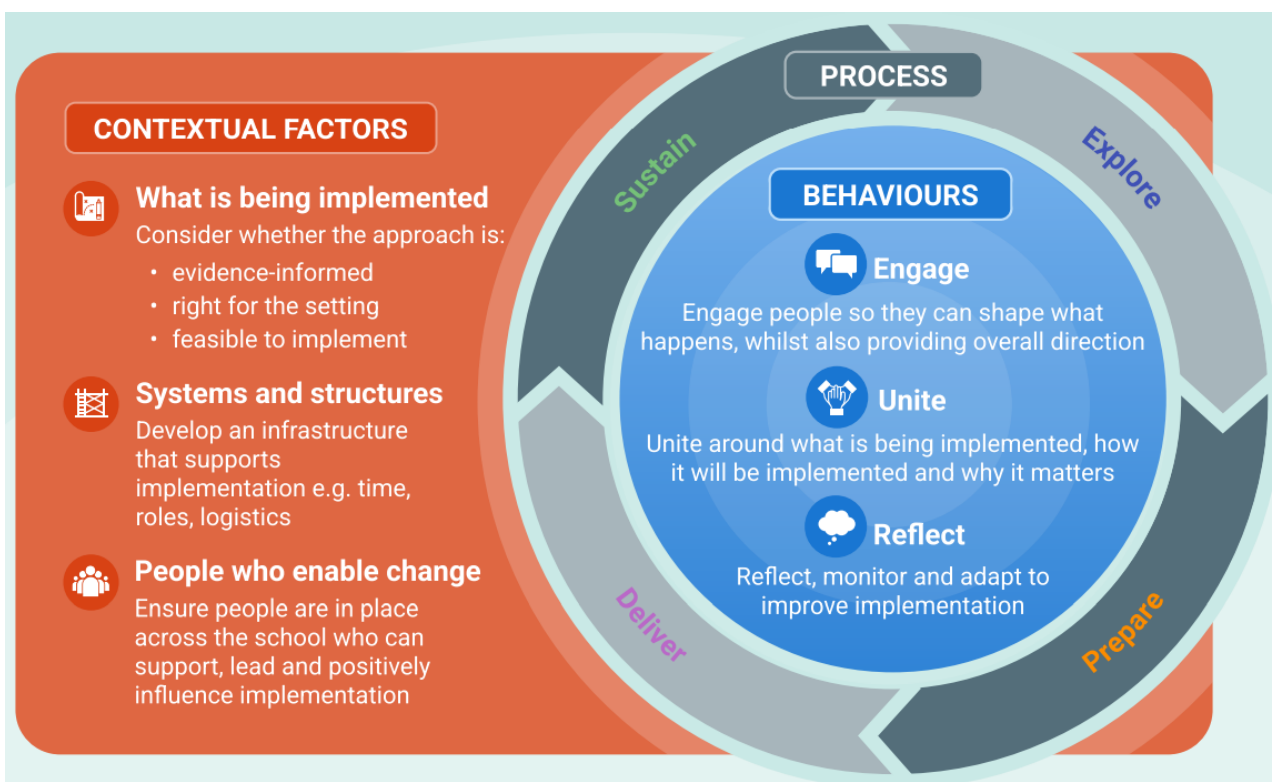 CONTEXTUAL FACTORS
What is being implemented
Consider whether the approach is:
• evidence-informed
• right for the setting
• feasible to implement
Systems and structures
Develop an infrastructure
that supports
implementation e.g. time,
roles, logistics
People who enable change
Ensure people are in place
across the school who can
support, lead and positively
influence implementation
PROCESS
Explore
Prepare
Deliver
Sustain
BEHAVIOURS
Engage
Engage people so they can shape what
happens, whilst also providing overall direction
Unite
Unite around what is being implemented, how
it will be implemented and why it matters
Reflect
Reflect, monitor and adapt to
improve implementation